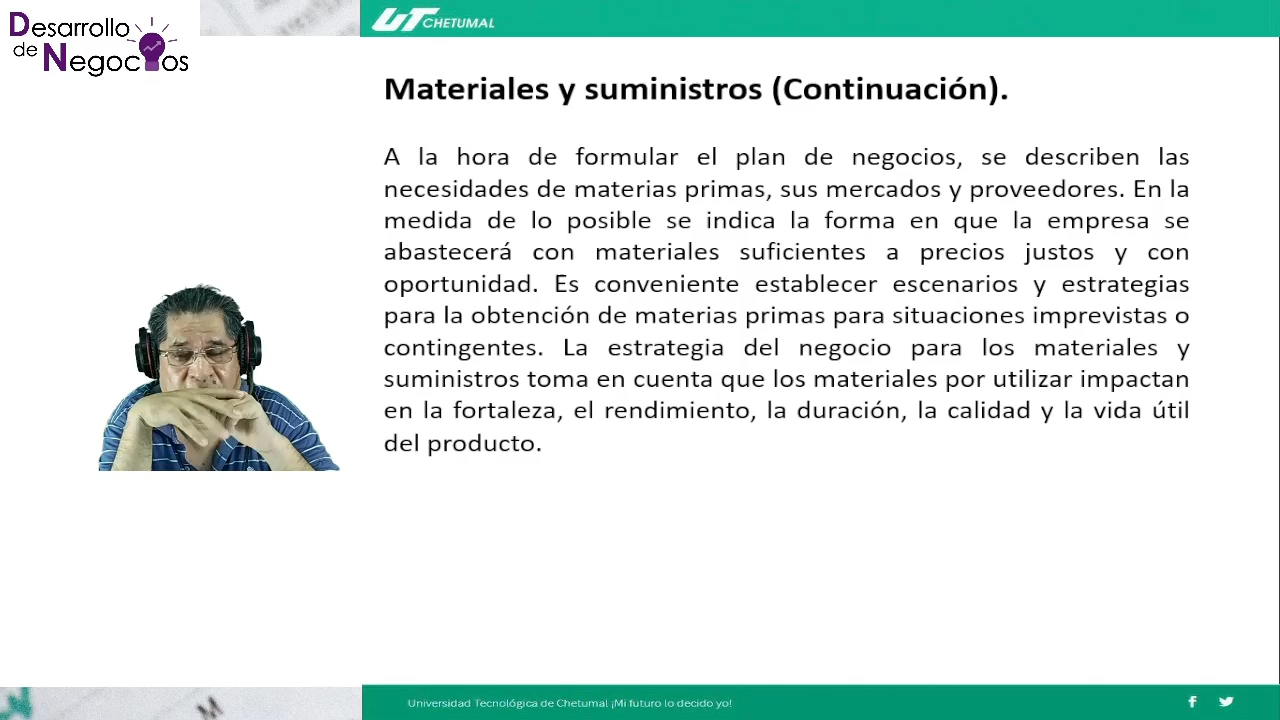 Desarrollo
de Negocios
UT CHETUMAL
Materiales y suministros (Continuación).
A la hora de formular el plan de negocios, se describen las
necesidades de materias primas, sus mercados y proveedores. En la
medida de lo posible se indica la forma en que la empresa se
abastecerá con materiales suficientes a precios justos y con
oportunidad. Es conveniente establecer escenarios y estrategias
para la obtención de materias primas para situaciones imprevistas o
contingentes. La estrategia del negocio para los materiales y
suministros toma en cuenta que los materiales por utilizar impactan
en la fortaleza, el rendimiento, la duración, la calidad y la vida útil
del producto.
Universidad Tecnológica de Chetumal ¡Mi futuro lo decido yo!